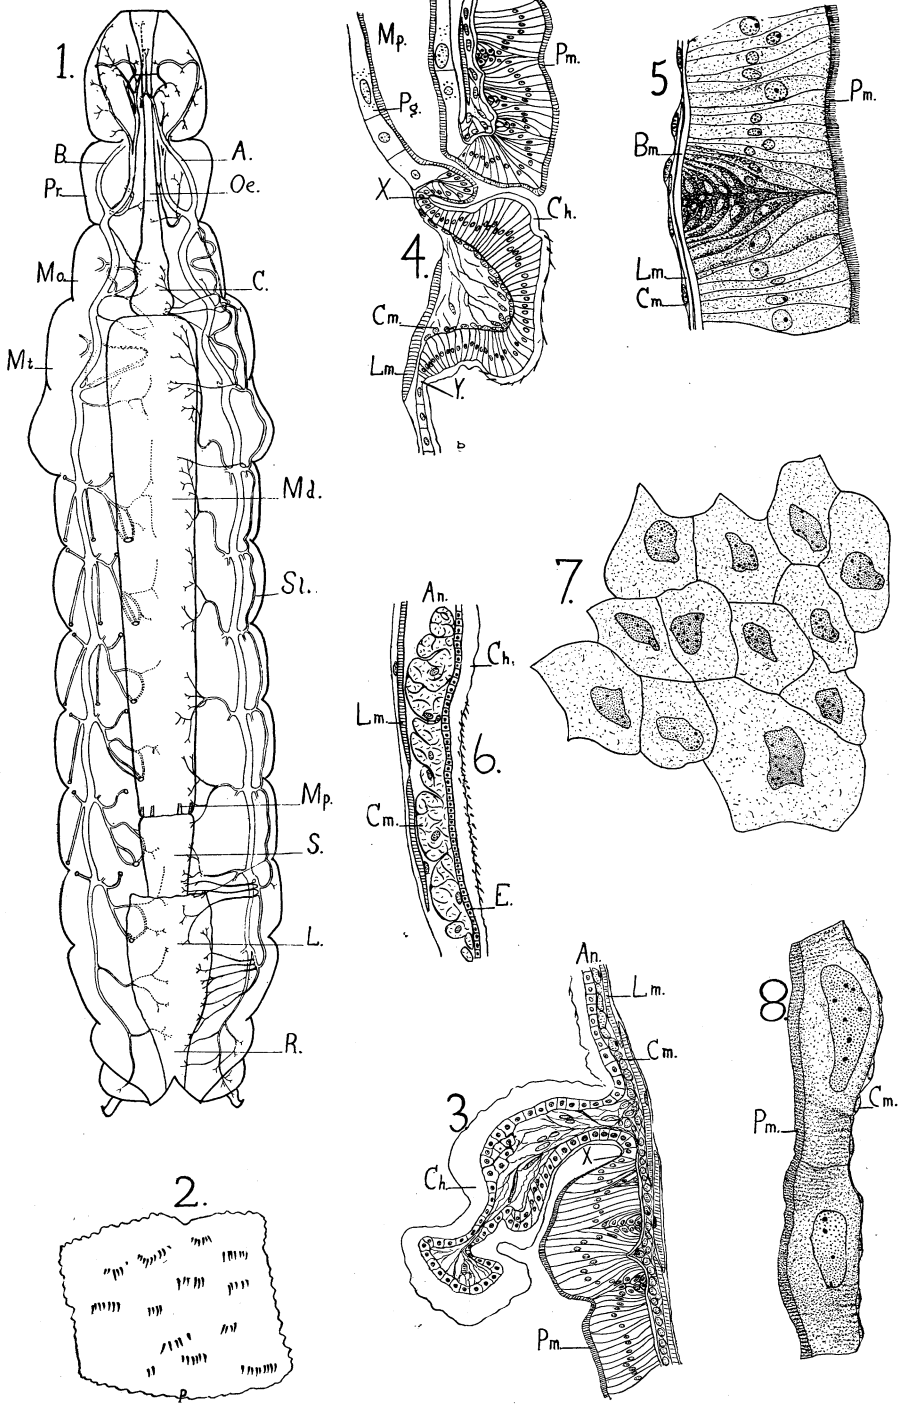 1.
B.
A.
Pr.
Oe.
Mo.
C.
Mt.
Md.
Sl.
Mp.
S.
L.
R.
2.
P
Mp.
Pm.
Pg.
X
Ch.
4.
Cm.
Lm.
Y.
5
Pm.
Bm.
Lm.
Cm.
An.
Ch.
Lm.
6.
Cm.
E.
7.
An.
Lm.
Cm.
3.
X
Ch.
Pm.
8.
Cm.
Pm.